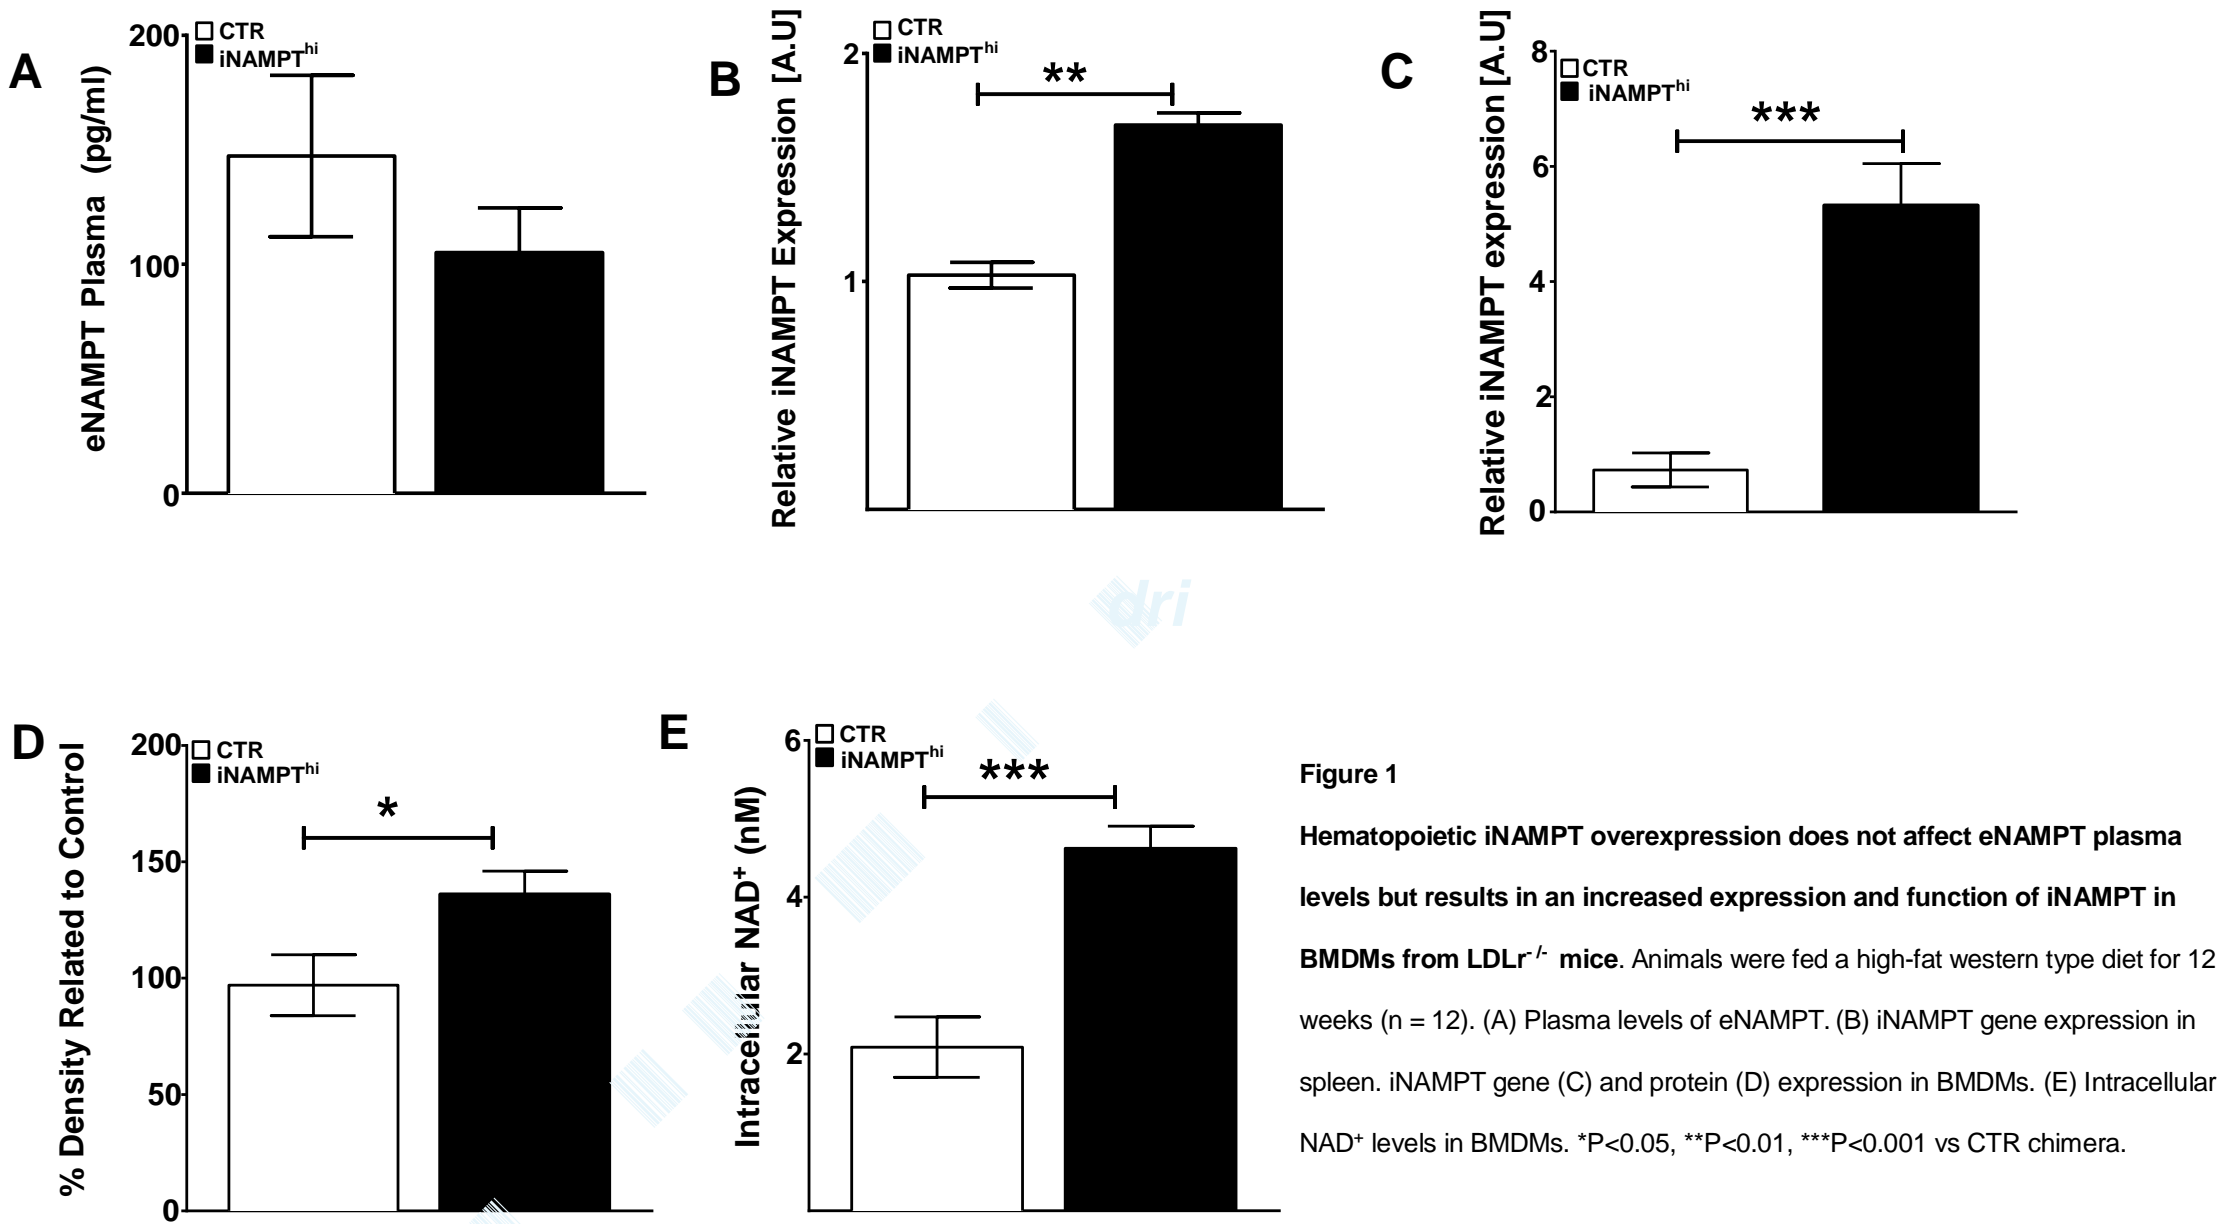 A
eNAMPT Plasma (pg/ml)
200
100
0
CTR
iNAMPThi
B
Relative iNAMPT Expression [A.U]
2
1
CTR
iNAMPThi
**
C
Relative iNAMPT expression [A.U]
8
6
4
2
0
CTR
iNAMPThi
***
dri
D
% Density Related to Control
200
150
100
50
0
CTR
iNAMPThi
*
E
Intracellular NAD+ (nM)
6
4
2
CTR
iNAMPThi
***
Figure 1
Hematopoietic iNAMPT overexpression does not affect eNAMPT plasma
levels but results in an increased expression and function of iNAMPT in
BMDMs from LDLr-/- mice. Animals were fed a high-fat western type diet for 12
weeks (n = 12). (A) Plasma levels of eNAMPT. (B) iNAMPT gene expression in
spleen. iNAMPT gene (C) and protein (D) expression in BMDMs. (E) Intracellular
NAD+ levels in BMDMs. *P<0.05, **P<0.01, ***P<0.001 vs CTR chimera.